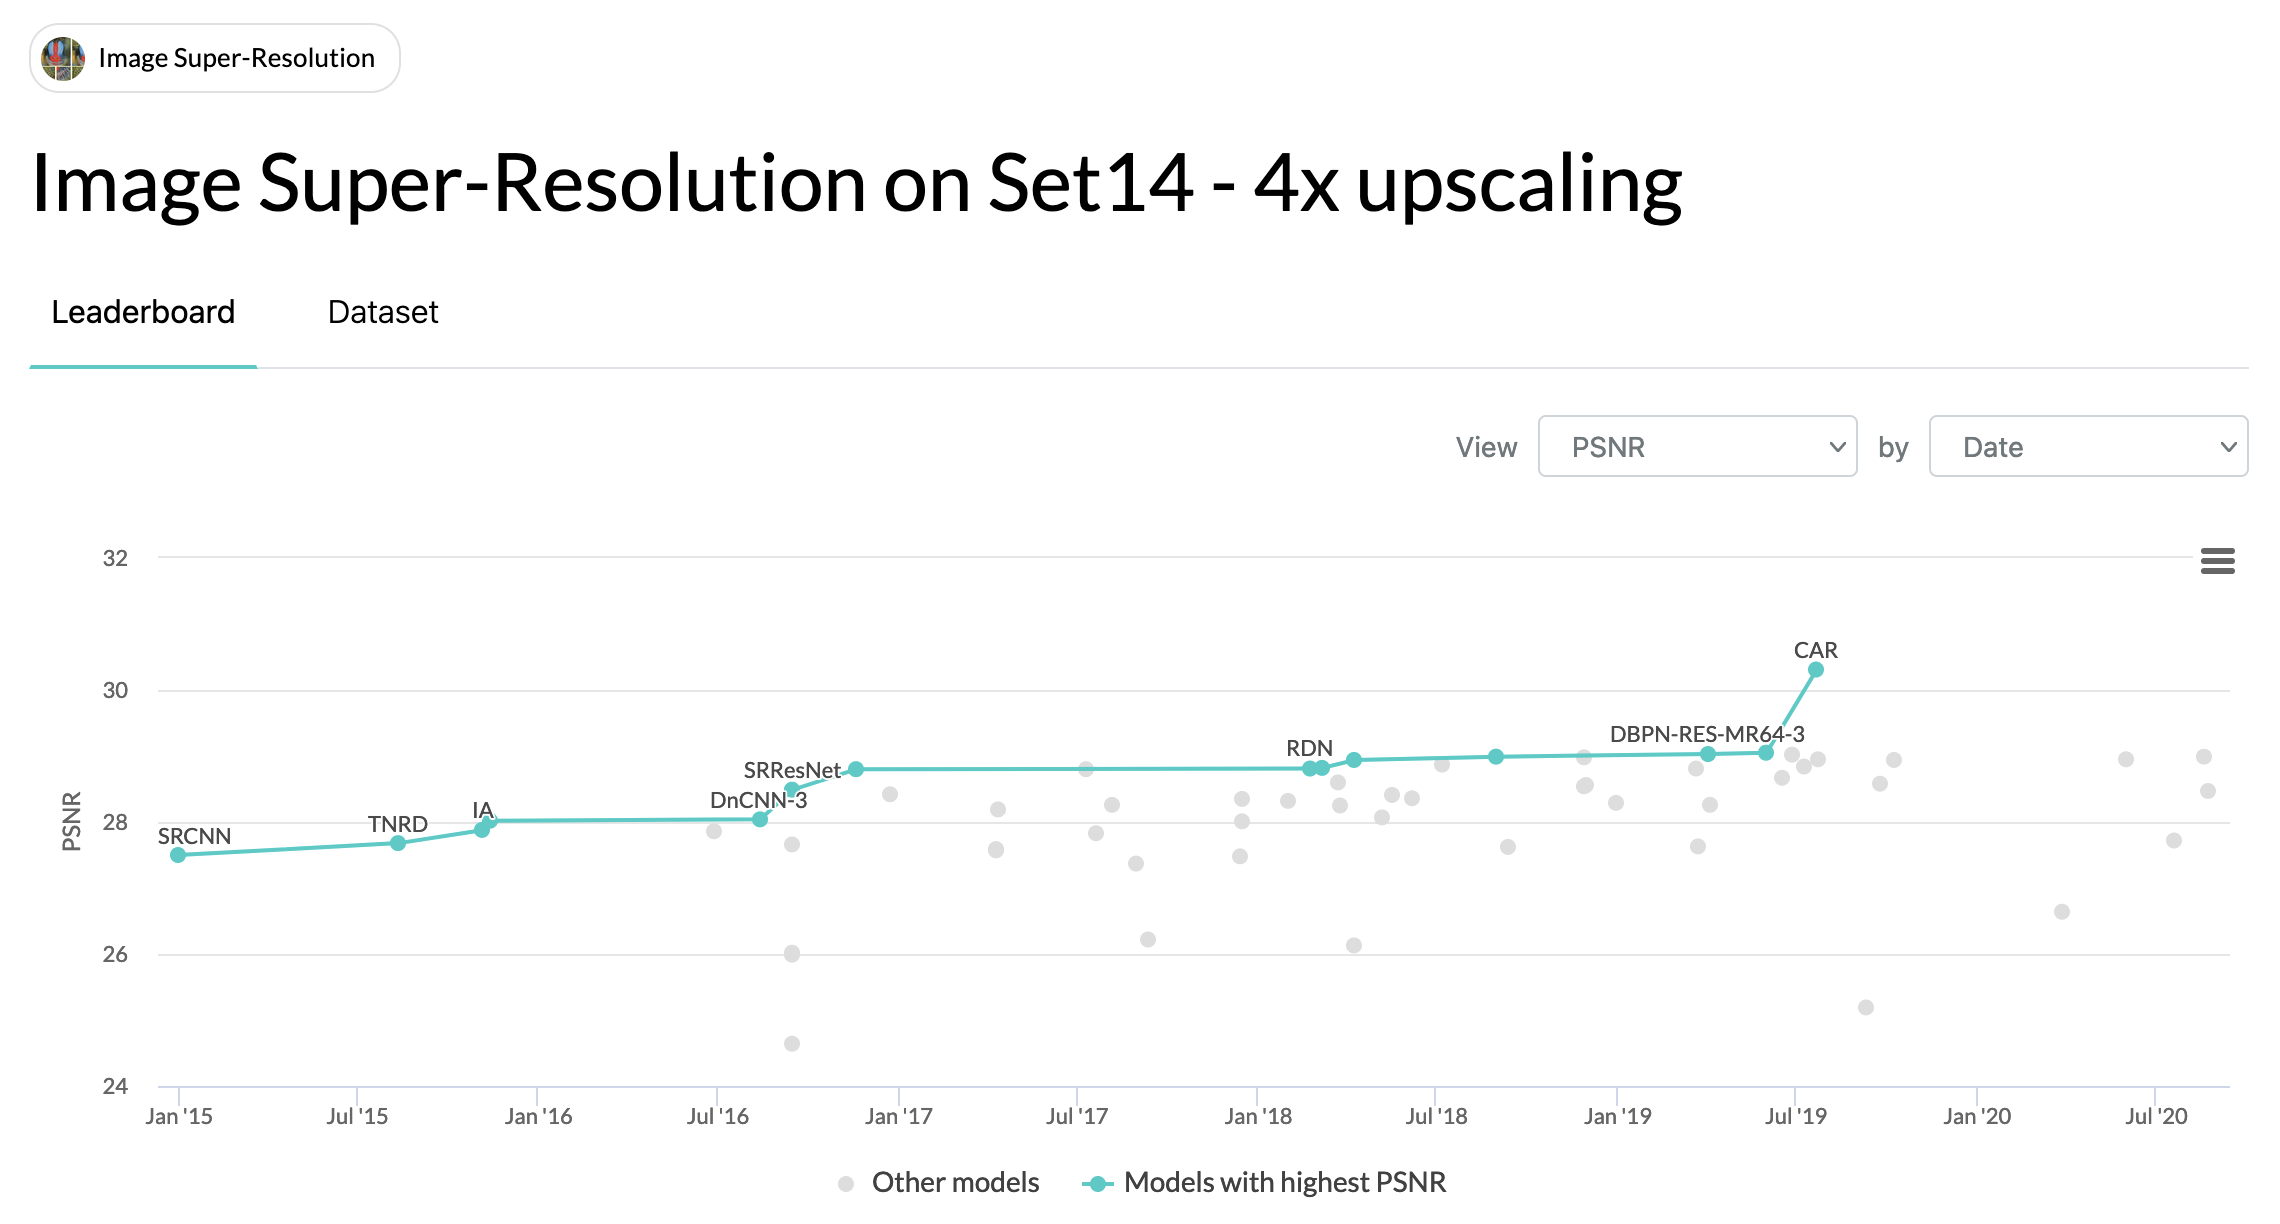 Image Super-Resolution
Image Super-Resolution on Set14 - 4x upscaling
Leaderboard Dataset
View PSNR by Date
32
30
28
26
24
PSNR
CAR
DBPN-RES-MR64-3
RDN
SRResNet
DnCNN-3
IA
TNRD
SRCNN
Jan '15 Jul '15 Jan '16 Jul '16 Jan '17 Jul '17 Jan '18 Jul '18 Jan '19 Jul '19 Jan '20 Jul '20
Other models Models with highest PSNR